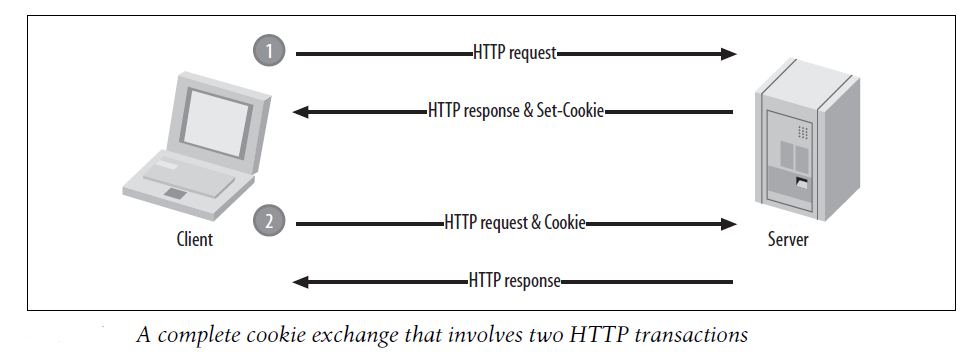 1
HTTP request
HTTP response & Set-Cookie
2
HTTP request & Cookie
Client
Server
HTTP response
A complete cookie exchange that involves two HTTP transactions